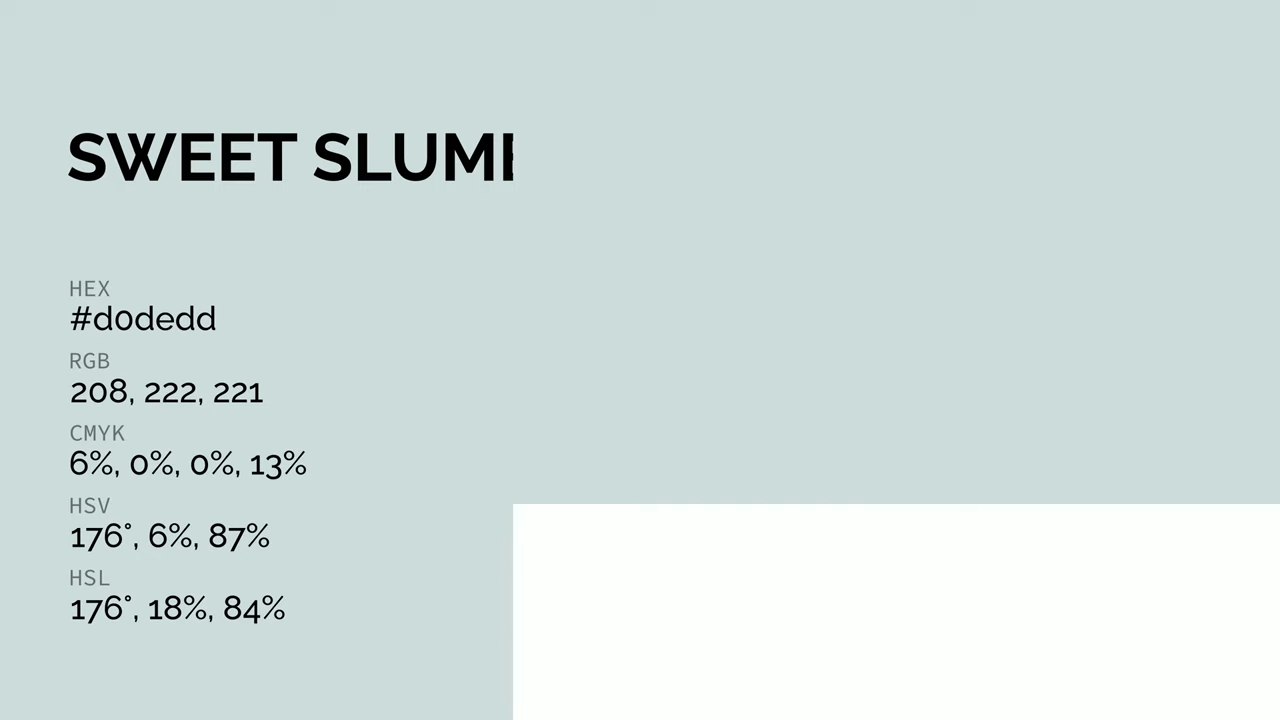 SWEET SLUM
HEX
#d0dedd
RGB
208, 222, 221
CMYK
6%, 0%, 0%, 13%
HSV
176°, 6%, 87%
HSL
176°, 18%, 84%